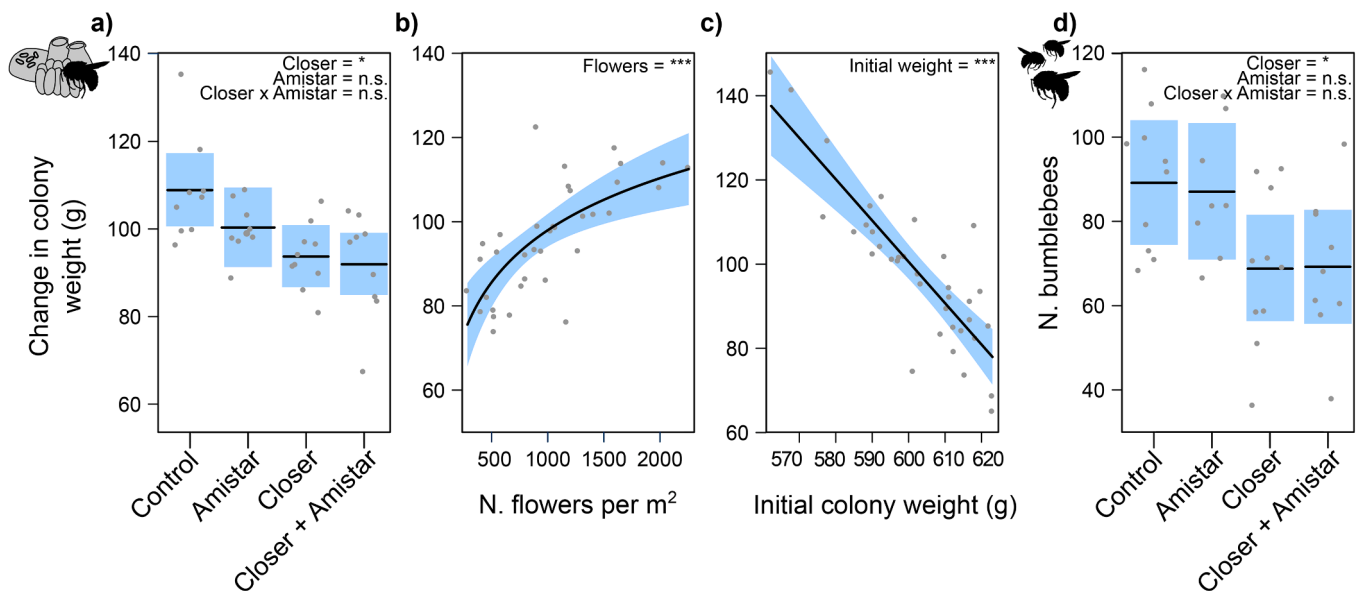 a)
Change in colony
weight (g)
140
120
100
80
60
Closer = *
Amistar = n.s.
Closer x Amistar = n.s.
Control
Amistar
Closer
Closer + Amistar
b)
140
120
100
80
60
Flowers = ***
500
1000
1500
2000
N. flowers per m²
c)
140
120
100
80
60
Initial weight = ***
570
580
590
600
610
620
Initial colony weight (g)
d)
N. bumblebees
120
100
80
60
40
Closer = *
Amistar = n.s.
Closer x Amistar = n.s.
Control
Amistar
Closer
Closer + Amistar